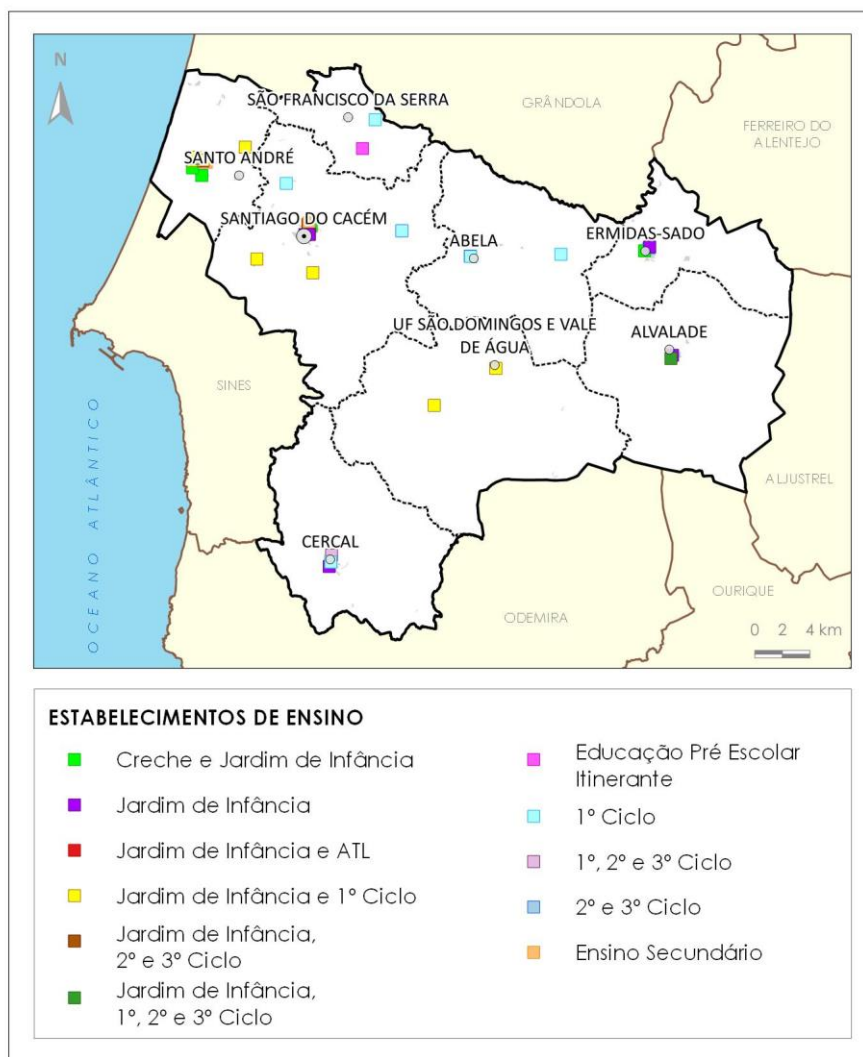 N
SÃO FRANCISCO DA SERRA
GRÂNDOLA
FERREIRO DO
ALENTEJO
SANTO ANDRÉ
SANTIAGO DO CACÉM
ABELA
ERMIDAS-SADO
UF SÃO DOMINGOS E VALE
DE ÁGUA
ALVALADE
SINES
OCEANO ATLÂNTICO
ALJUSTREL
CERCAL
OURIQUE
ODEMIRA
0 2 4 km
ESTABELECIMENTOS DE ENSINO
Creche e Jardim de Infância
Jardim de Infância
Jardim de Infância e ATL
Jardim de Infância e 1º Ciclo
Jardim de Infância,
2º e 3º Ciclo
Jardim de Infância,
1º, 2º e 3º Ciclo
Educação Pré Escolar
Itinerante
1º Ciclo
1º, 2º e 3º Ciclo
2º e 3º Ciclo
Ensino Secundário